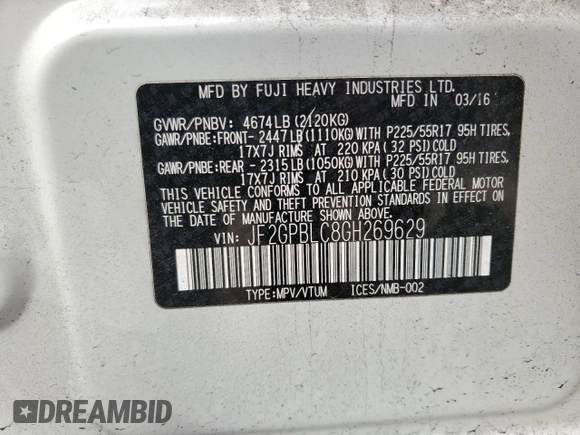 MFD BY FUJI HEAVY INDUSTRIES LTD.
MFD. IN 03/16
GVWR/PNBV: 4674LB(2120KG)
GAWR/PNBE:FRONT-2447LB(1110KG)WITH P225/55R17 95H TIRES,
17X7J RIMS AT 220 KPA( 32 PSI)COLD
GAWR/PNBE:REAR -2315LB(1050KG)WITH P225/55R17 95H TIRES,
17X7J RIMS AT 210 KPA( 30 PSI)COLD
THIS VEHICLE CONFORMS TO ALL APPLICABLE FEDERAL MOTOR
VEHICLE SAFETY AND THEFT PREVENTION STANDARDS IN EFFECT ON
THE DATE OF MANUFACTURE SHOWN ABOVE.
VIN: JF2GPBLC8GH269629
TYPE:MPV/VTUM ICES/NMB-002
DREAMBID